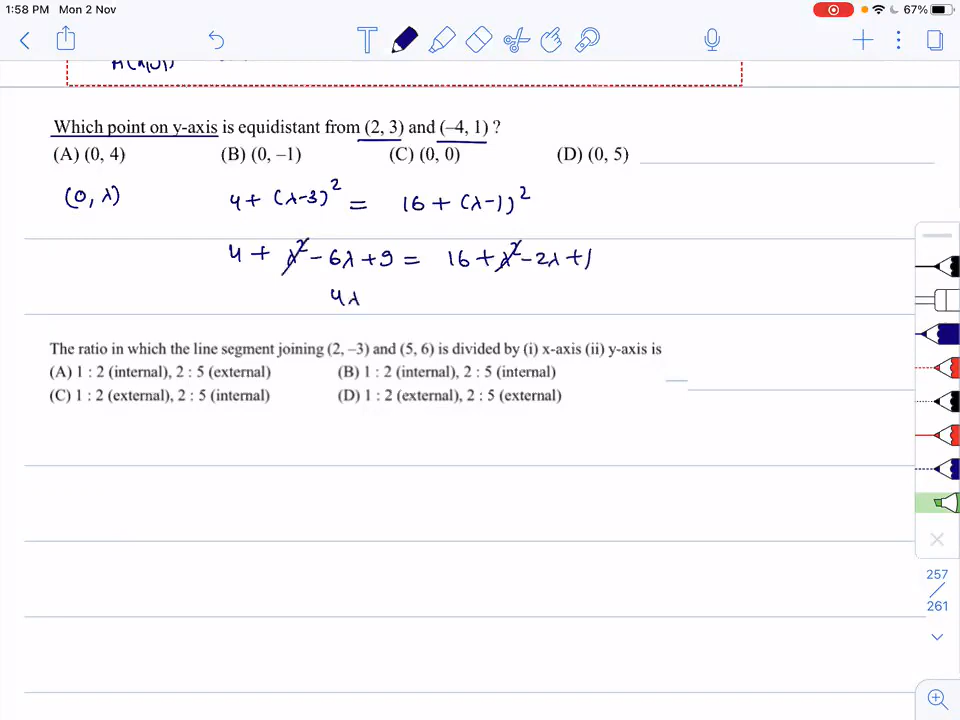 1:58 PM Mon 2 Nov 67%
Which point on y-axis is equidistant from (2, 3) and (–4, 1) ?
(A) (0, 4) (B) (0, –1) (C) (0, 0) (D) (0, 5)
(0, λ) 4 + (λ-3)² = 16 + (λ-1)²
4 + λ² - 6λ + 9 = 16 + λ² - 2λ + 1
4λ
The ratio in which the line segment joining (2, –3) and (5, 6) is divided by (i) x-axis (ii) y-axis is
(A) 1 : 2 (internal), 2 : 5 (external) (B) 1 : 2 (internal), 2 : 5 (internal)
(C) 1 : 2 (external), 2 : 5 (internal) (D) 1 : 2 (external), 2 : 5 (external)
257
/
261